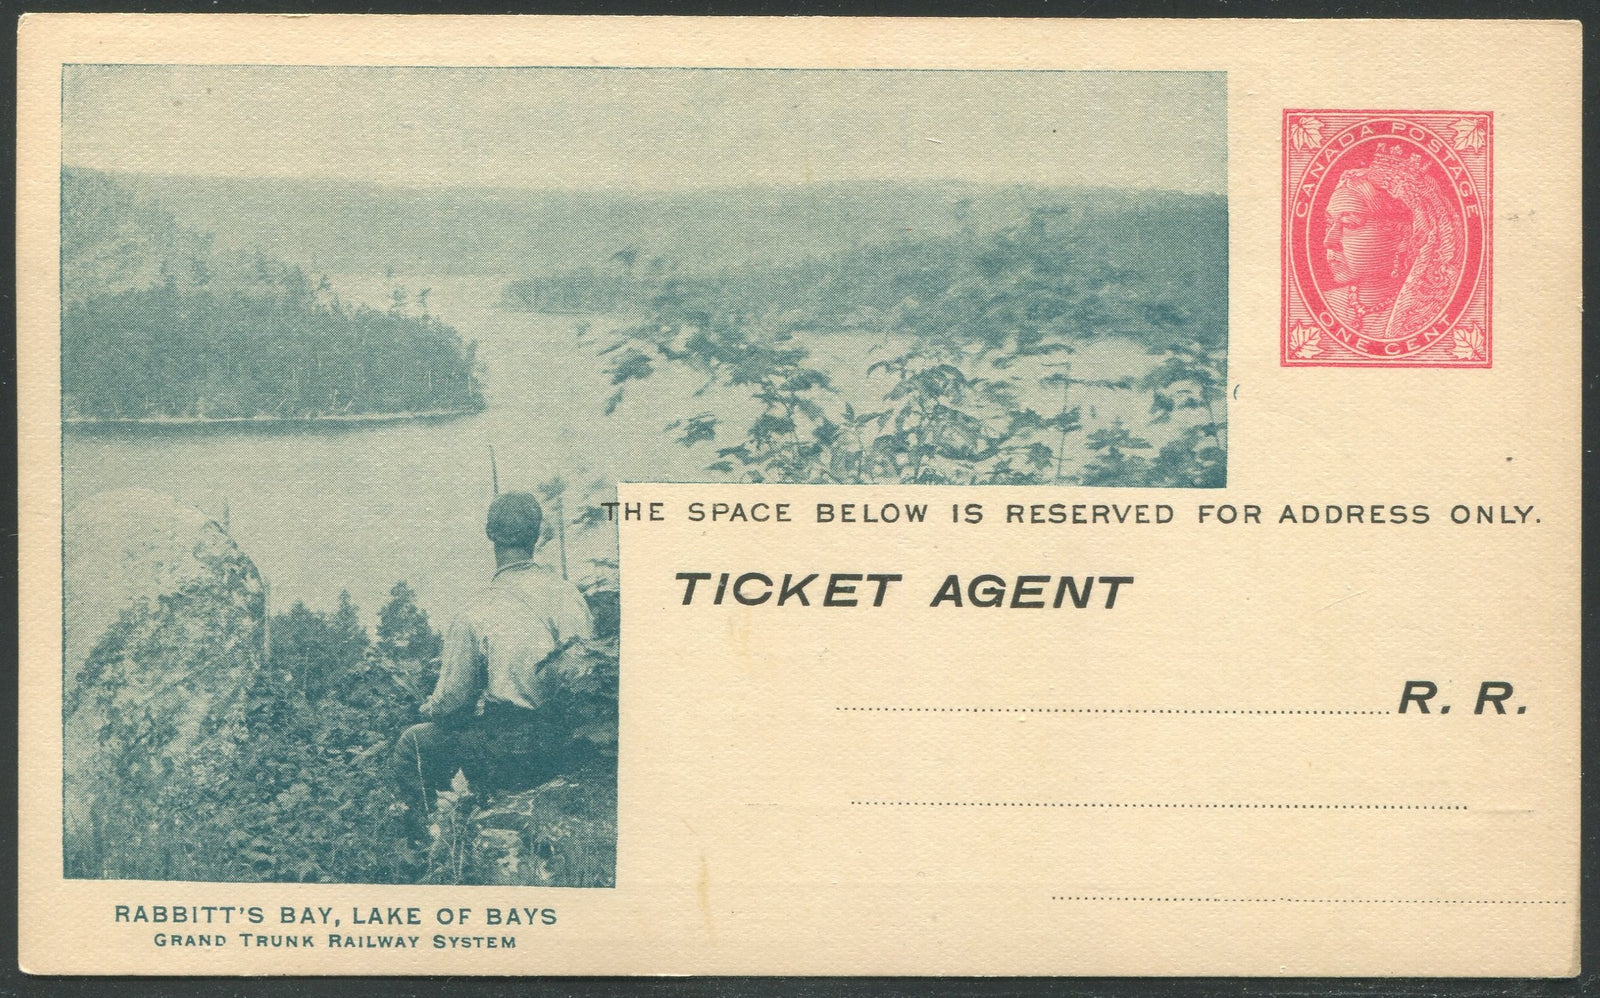 CANADA POSTAGE
ONE CENT
THE SPACE BELOW IS RESERVED FOR ADDRESS ONLY.
TICKET AGENT
R. R.
RABBITT'S BAY, LAKE OF BAYS
GRAND TRUNK RAILWAY SYSTEM